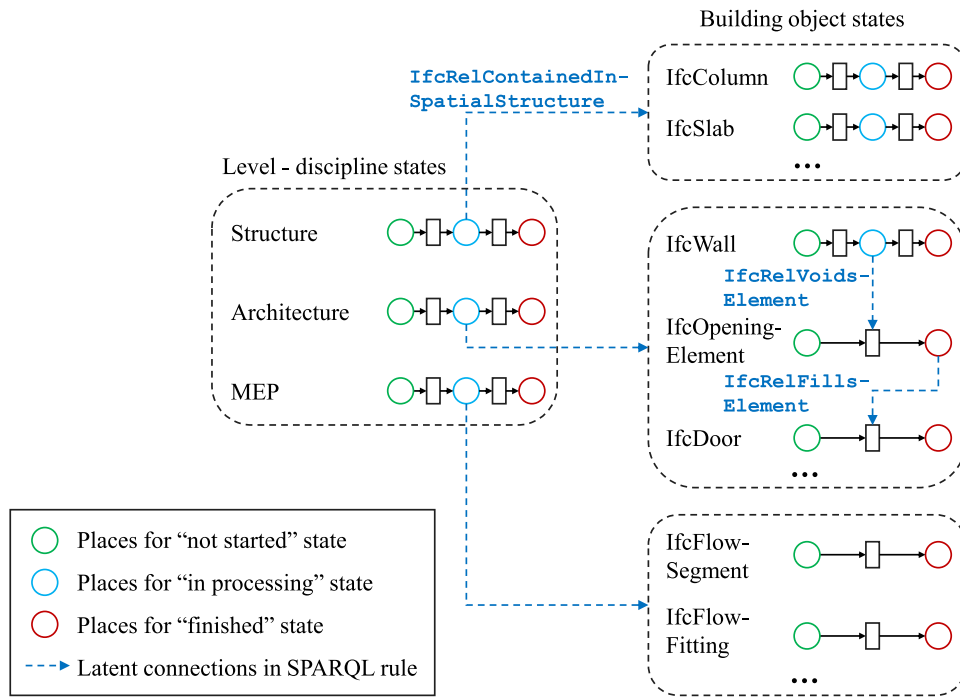 Building object states
IfcRelContainedIn-
SpatialStructure
IfcColumn
IfcSlab
...
Level - discipline states
Structure
Architecture
MEP
IfcWall
IfcRelVoids-
Element
IfcOpening-
Element
IfcRelFills-
Element
IfcDoor
...
IfcFlow-
Segment
IfcFlow-
Fitting
...
Places for “not started” state
Places for “in processing” state
Places for “finished” state
Latent connections in SPARQL rule